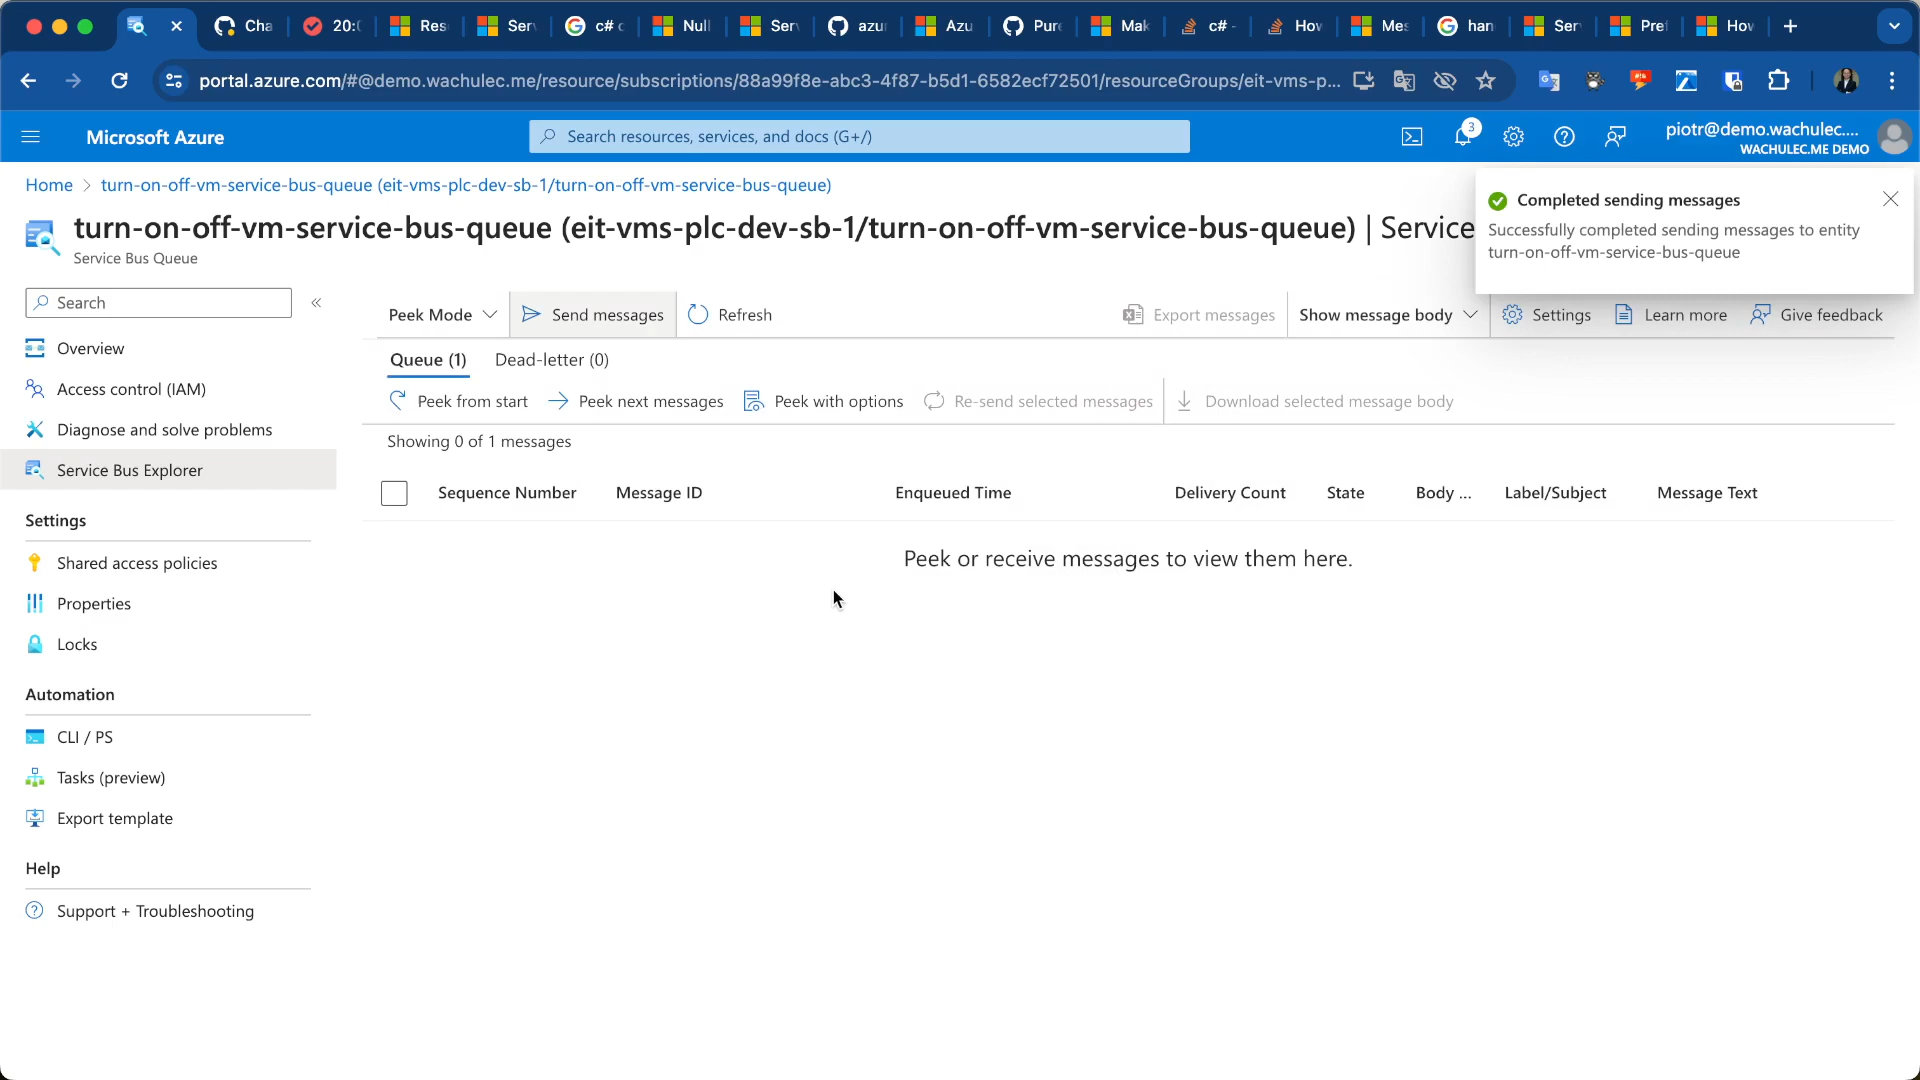 Cha
20:0
Res
Serv
c# c
Null
Serv
azur
Azu
Pure
Mak
c# -
How
Mes
han
Serv
Pref
How
portal.azure.com/#@demo.wachulec.me/resource/subscriptions/88a99f8e-abc3-4f87-b5d1-6582ecf72501/resourceGroups/eit-vms-p...
Microsoft Azure
Search resources, services, and docs (G+/)
3
piotr@demo.wachulec....
WACHULEC.ME DEMO
Home > turn-on-off-vm-service-bus-queue (eit-vms-plc-dev-sb-1/turn-on-off-vm-service-bus-queue)
turn-on-off-vm-service-bus-queue (eit-vms-plc-dev-sb-1/turn-on-off-vm-service-bus-queue) | Service
Service Bus Queue
Completed sending messages
Successfully completed sending messages to entity
turn-on-off-vm-service-bus-queue
Search
«
Overview
Access control (IAM)
Diagnose and solve problems
Service Bus Explorer
Settings
Shared access policies
Properties
Locks
Automation
CLI / PS
Tasks (preview)
Export template
Help
Support + Troubleshooting
Peek Mode
Send messages
Refresh
Export messages
Show message body
Settings
Learn more
Give feedback
Queue (1)
Dead-letter (0)
Peek from start
Peek next messages
Peek with options
Re-send selected messages
Download selected message body
Showing 0 of 1 messages
Sequence Number
Message ID
Enqueued Time
Delivery Count
State
Body ...
Label/Subject
Message Text
Peek or receive messages to view them here.